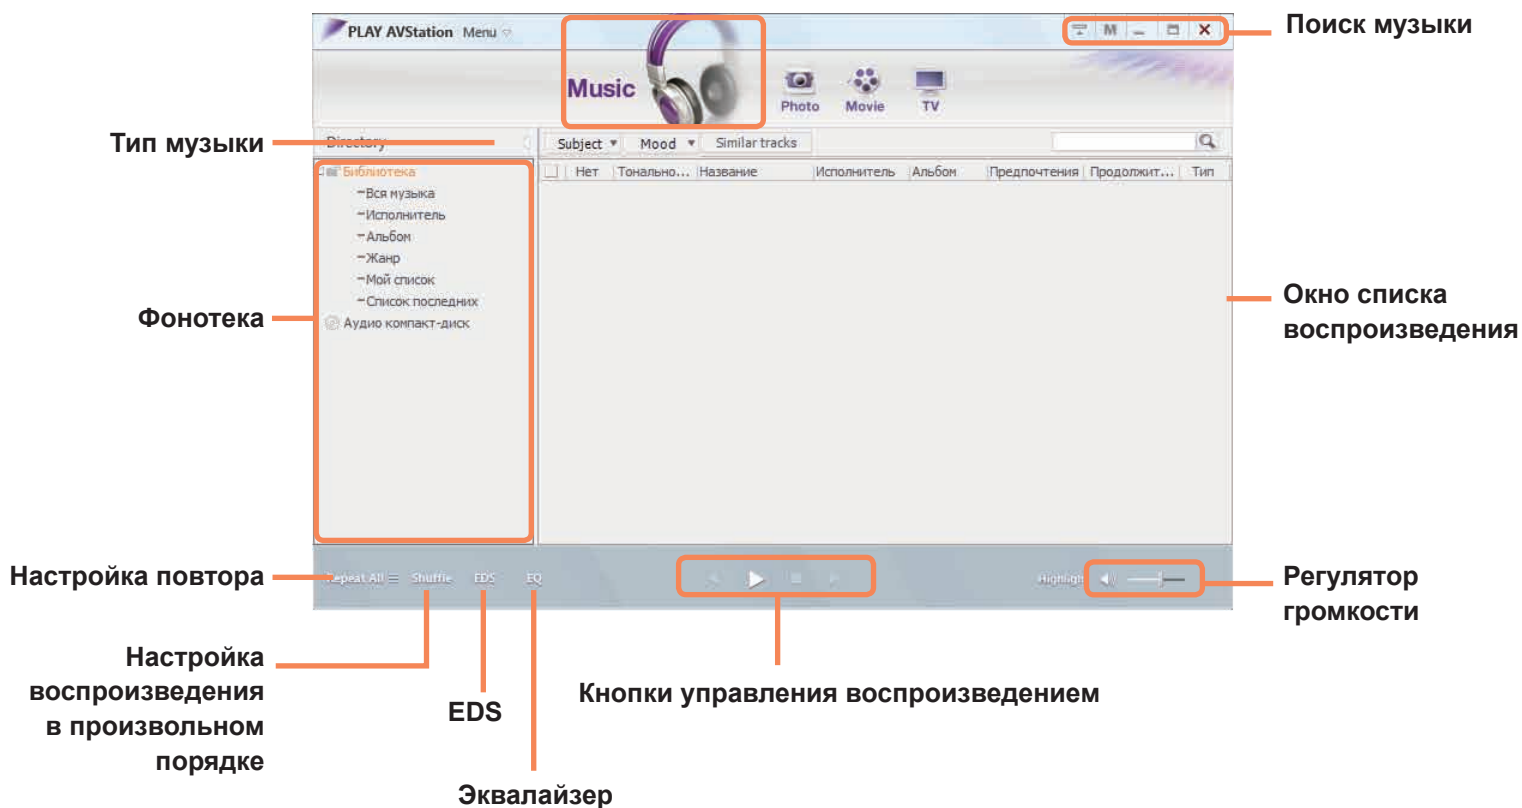 PLAY AVStation Menu
M
Поиск музыки
Music
Photo
Movie
TV
Тип музыки
Directory
Subject
Mood
Similar tracks
Библиотека
Нет
Тонально...
Название
Исполнитель
Альбом
Предпочтения
Продолжит...
Тип
Вся музыка
Исполнитель
Альбом
Жанр
Мой список
Список последних
Аудио компакт-диск
Фонотека
Окно списка
воспроизведения
Настройка повтора
Repeat All
Shuffle
EDS
EQ
Highligh
Регулятор
громкости
Настройка
воспроизведения
в произвольном
порядке
EDS
Кнопки управления воспроизведением
Эквалайзер